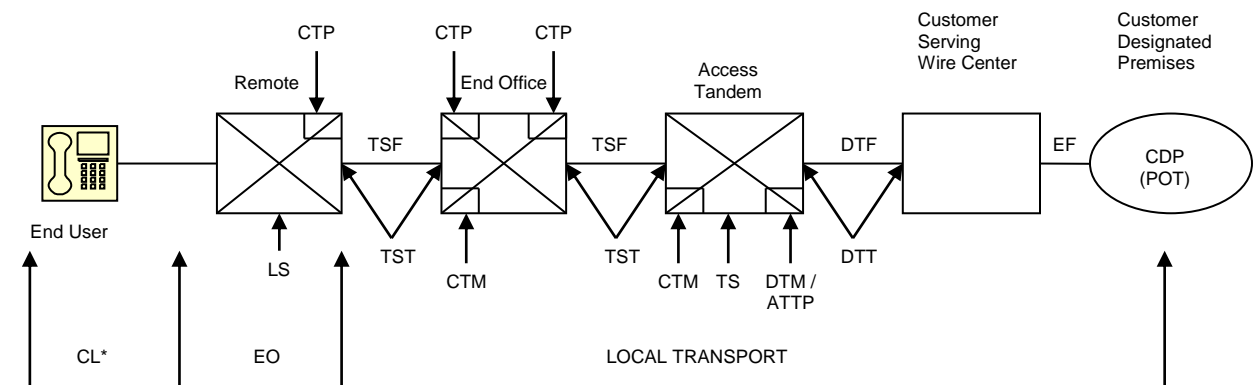 CTP
CTP
CTP
Customer
Serving
Wire Center
Customer
Designated
Premises
Remote
End Office
Access
Tandem
TSF
TSF
DTF
EF
CDP
(POT)
End User
LS
TST
CTM
TST
CTM
TS
DTM /
ATTP
DTT
CL*
EO
LOCAL TRANSPORT